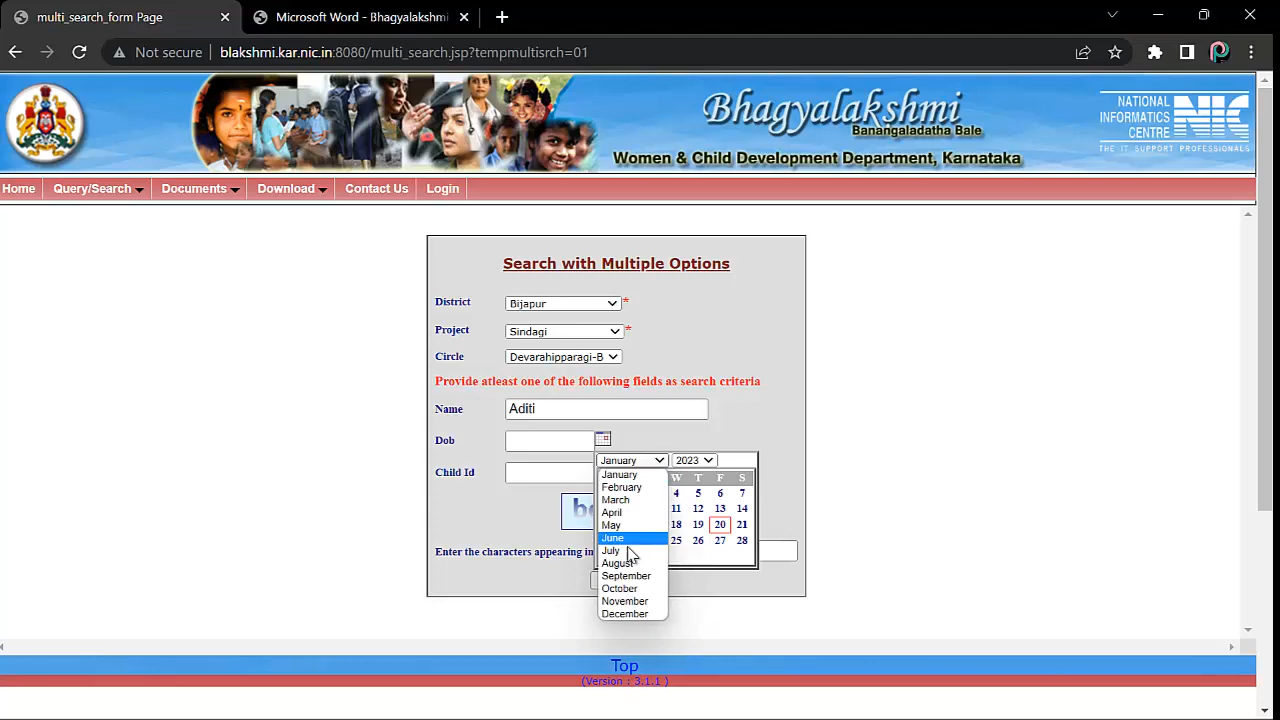 multi_search_form Page
Microsoft Word - Bhagyalakshmi
Not secure
blakshmi.kar.nic.in:8080/multi_search.jsp?tempmultisrch=01
Bhagyalakshmi
Banangaladatha Bale
Women & Child Development Department, Karnataka
NATIONAL
INFORMATICS
CENTRE
NIC
THE IT SUPPORT PROFESSIONALS
Home
Query/Search
Documents
Download
Contact Us
Login
Search with Multiple Options
District
Bijapur
*
Project
Sindagi
*
Circle
Devarahipparagi-B
Provide atleast one of the following fields as search criteria
Name
Aditi
Dob
January
2023
Child Id
January
February
March
April
May
June
July
August
September
October
November
December
W T F S
4 5 6 7
11 12 13 14
18 19 20 21
25 26 27 28
Enter the characters appearing in
Top
(Version : 3.1.1 )